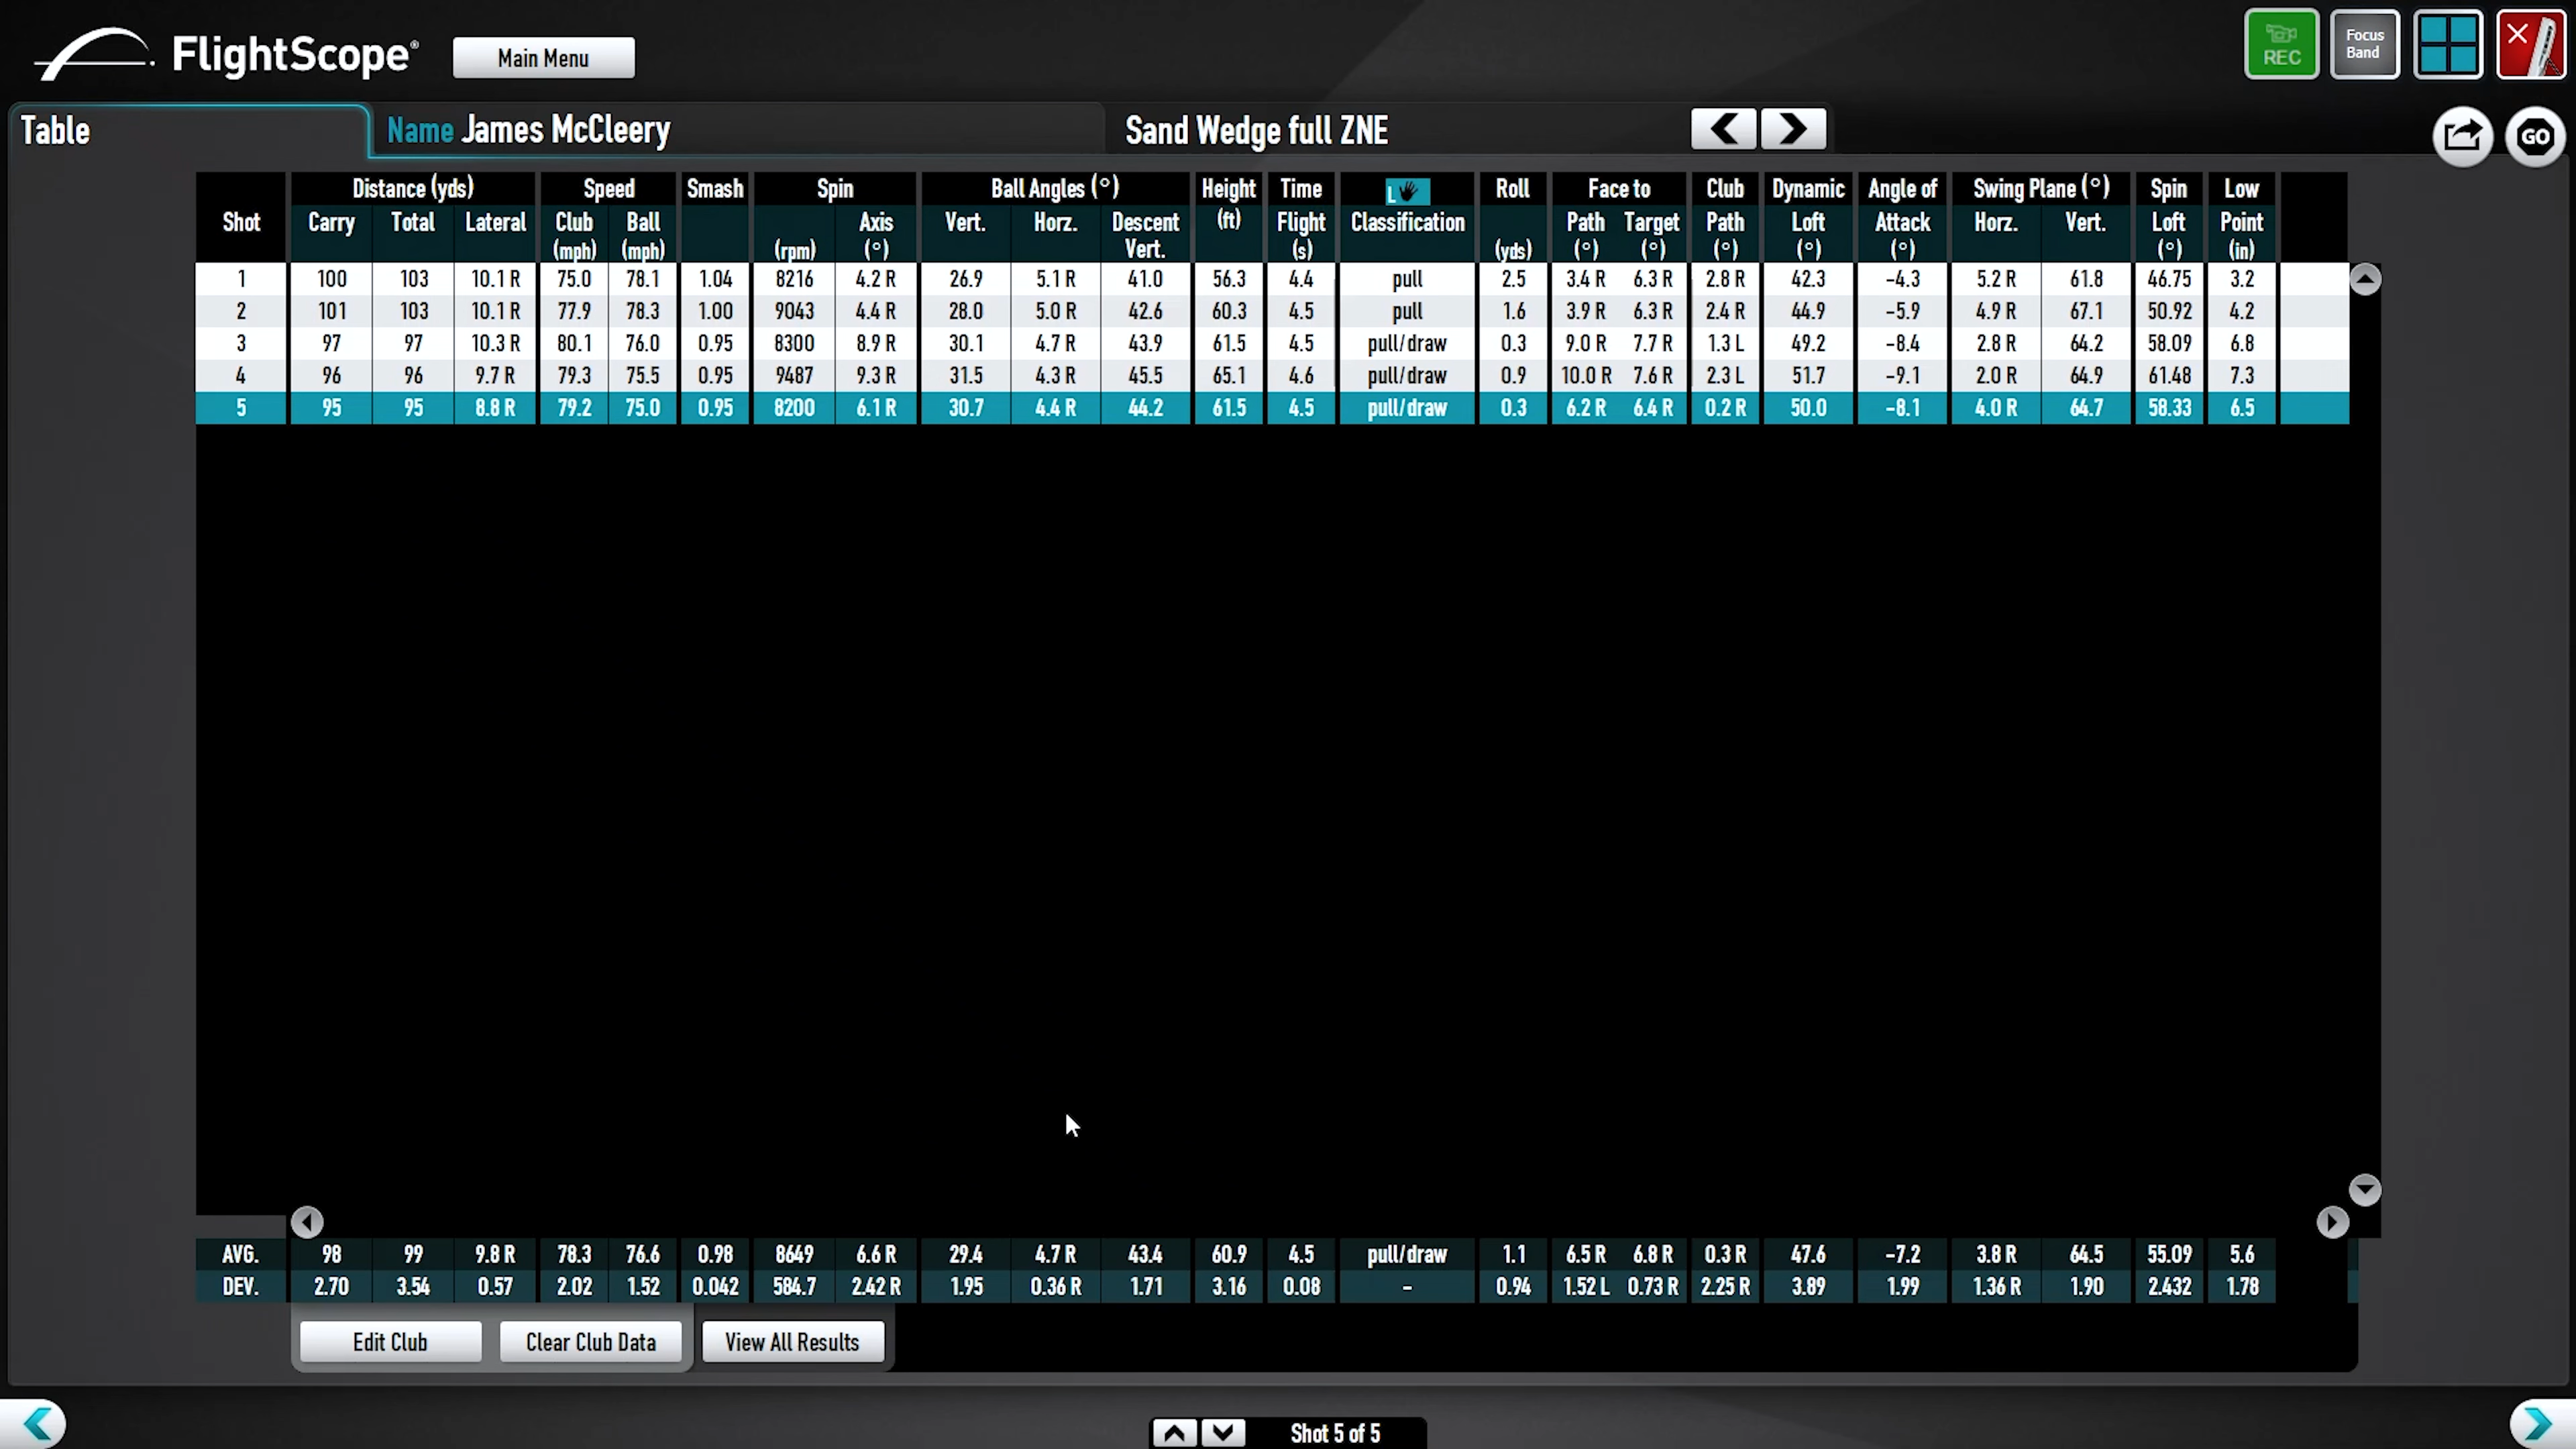 FlightScope® Main Menu REC Focus Band
Table Name James McCleery Sand Wedge full ZNE GO
Distance (yds) Speed Smash Spin Ball Angles (°) Height Time L Roll Face to Club Dynamic Angle of Swing Plane (°) Spin Low
Shot Carry Total Lateral Club Ball Axis Vert. Horz. Descent (ft) Flight Classification Path Target Path Loft Attack Horz. Vert. Loft Point
(mph) (mph) (rpm) (°) Vert. (s) (yds) (°) (°) (°) (°) (°) (°) (in)
1 100 103 10.1 R 75.0 78.1 1.04 8216 4.2 R 26.9 5.1 R 41.0 56.3 4.4 pull 2.5 3.4 R 6.3 R 2.8 R 42.3 -4.3 5.2 R 61.8 46.75 3.2
2 101 103 10.1 R 77.9 78.3 1.00 9043 4.4 R 28.0 5.0 R 42.6 60.3 4.5 pull 1.6 3.9 R 6.3 R 2.4 R 44.9 -5.9 4.9 R 67.1 50.92 4.2
3 97 97 10.3 R 80.1 76.0 0.95 8300 8.9 R 30.1 4.7 R 43.9 61.5 4.5 pull/draw 0.3 9.0 R 7.7 R 1.3 L 49.2 -8.4 2.8 R 64.2 58.09 6.8
4 96 96 9.7 R 79.3 75.5 0.95 9487 9.3 R 31.5 4.3 R 45.5 65.1 4.6 pull/draw 0.9 10.0 R 7.6 R 2.3 L 51.7 -9.1 2.0 R 64.9 61.48 7.3
5 95 95 8.8 R 79.2 75.0 0.95 8200 6.1 R 30.7 4.4 R 44.2 61.5 4.5 pull/draw 0.3 6.2 R 6.4 R 0.2 R 50.0 -8.1 4.0 R 64.7 58.33 6.5
AVG. 98 99 9.8 R 78.3 76.6 0.98 8649 6.6 R 29.4 4.7 R 43.4 60.9 4.5 pull/draw 1.1 6.5 R 6.8 R 0.3 R 47.6 -7.2 3.8 R 64.5 55.09 5.6
DEV. 2.70 3.54 0.57 2.02 1.52 0.042 584.7 2.42 R 1.95 0.36 R 1.71 3.16 0.08 - 0.94 1.52 L 0.73 R 2.25 R 3.89 1.99 1.36 R 1.90 2.432 1.78
Edit Club Clear Club Data View All Results
Shot 5 of 5